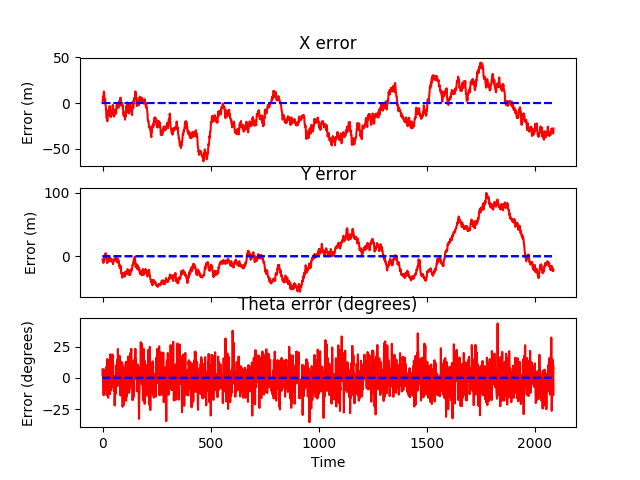 X error
50
0
−50
Error (m)
Y error
100
0
Error (m)
Theta error (degrees)
25
0
−25
Error (degrees)
0 500 1000 1500 2000
Time